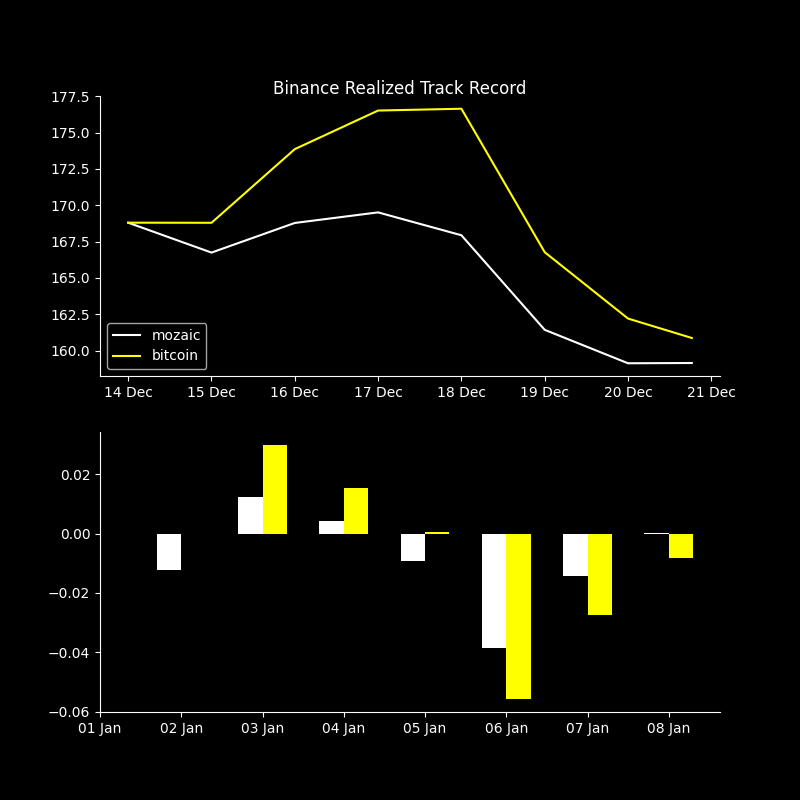 Binance Realized Track Record
177.5
175.0
172.5
170.0
167.5
165.0
162.5
160.0
mozaic
bitcoin
14 Dec 15 Dec 16 Dec 17 Dec 18 Dec 19 Dec 20 Dec 21 Dec
0.02
0.00
−0.02
−0.04
−0.06
01 Jan 02 Jan 03 Jan 04 Jan 05 Jan 06 Jan 07 Jan 08 Jan